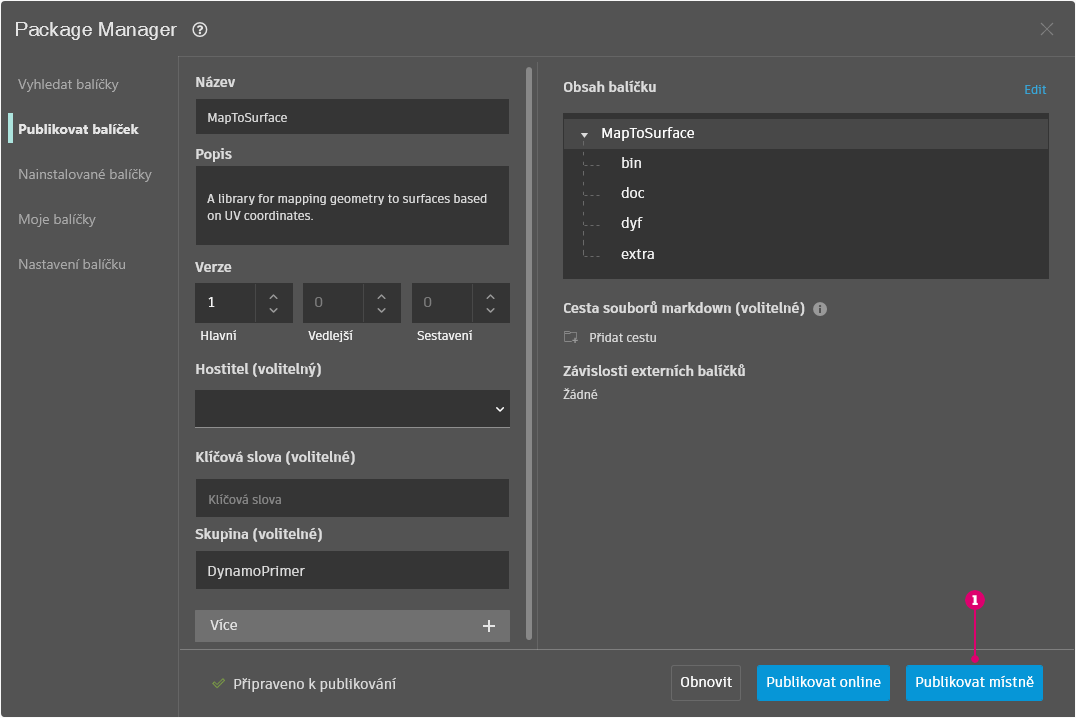 Package Manager
Vyhledat balíčky
Publikovat balíček
Nainstalované balíčky
Moje balíčky
Nastavení balíčku
Název
MapToSurface
Popis
A library for mapping geometry to surfaces based
on UV coordinates.
Verze
1 0 0
Hlavní Vedlejší Sestavení
Hostitel (volitelný)
Klíčová slova (volitelné)
Klíčová slova
Skupina (volitelné)
DynamoPrimer
Více
Obsah balíčku Edit
MapToSurface
bin
doc
dyf
extra
Cesta souborů markdown (volitelné)
Přidat cestu
Závislosti externích balíčků
Žádné
1
Připraveno k publikování
Obnovit Publikovat online Publikovat místně